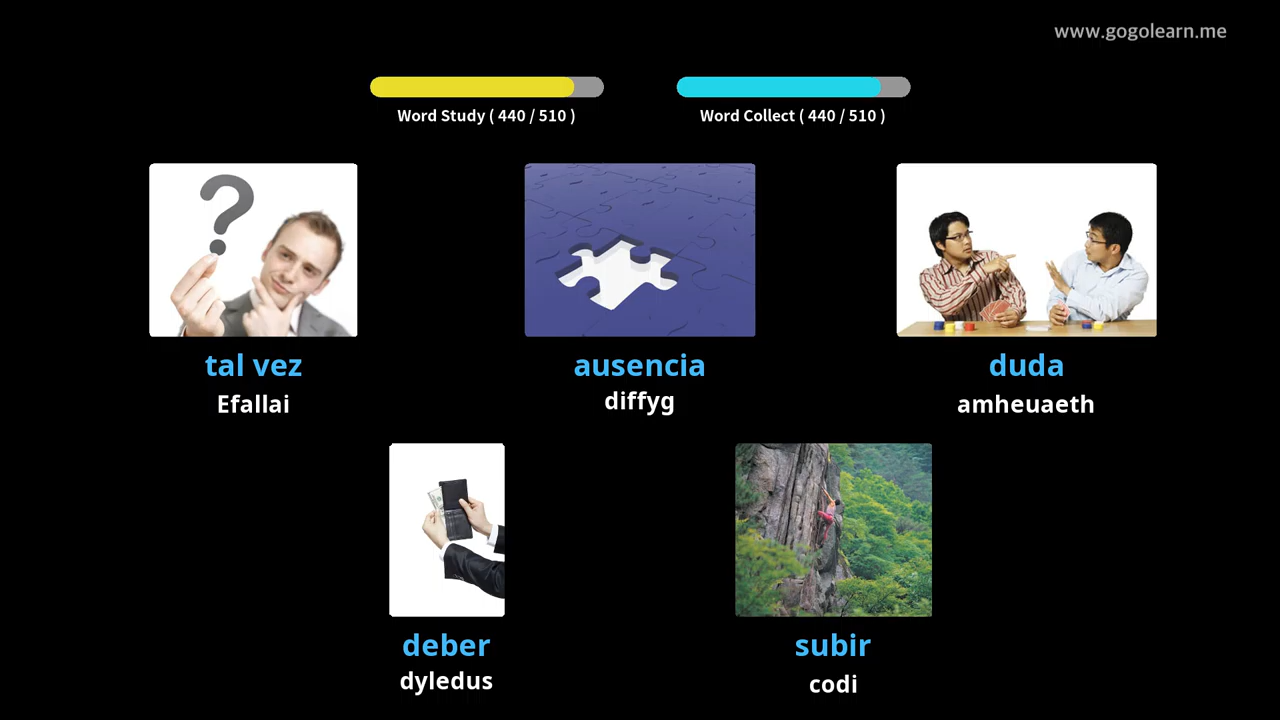 www.gogolearn.me
Word Study ( 440 / 510 )
Word Collect ( 440 / 510 )
tal vez
Efallai
ausencia
diffyg
duda
amheuaeth
deber
dyledus
subir
codi